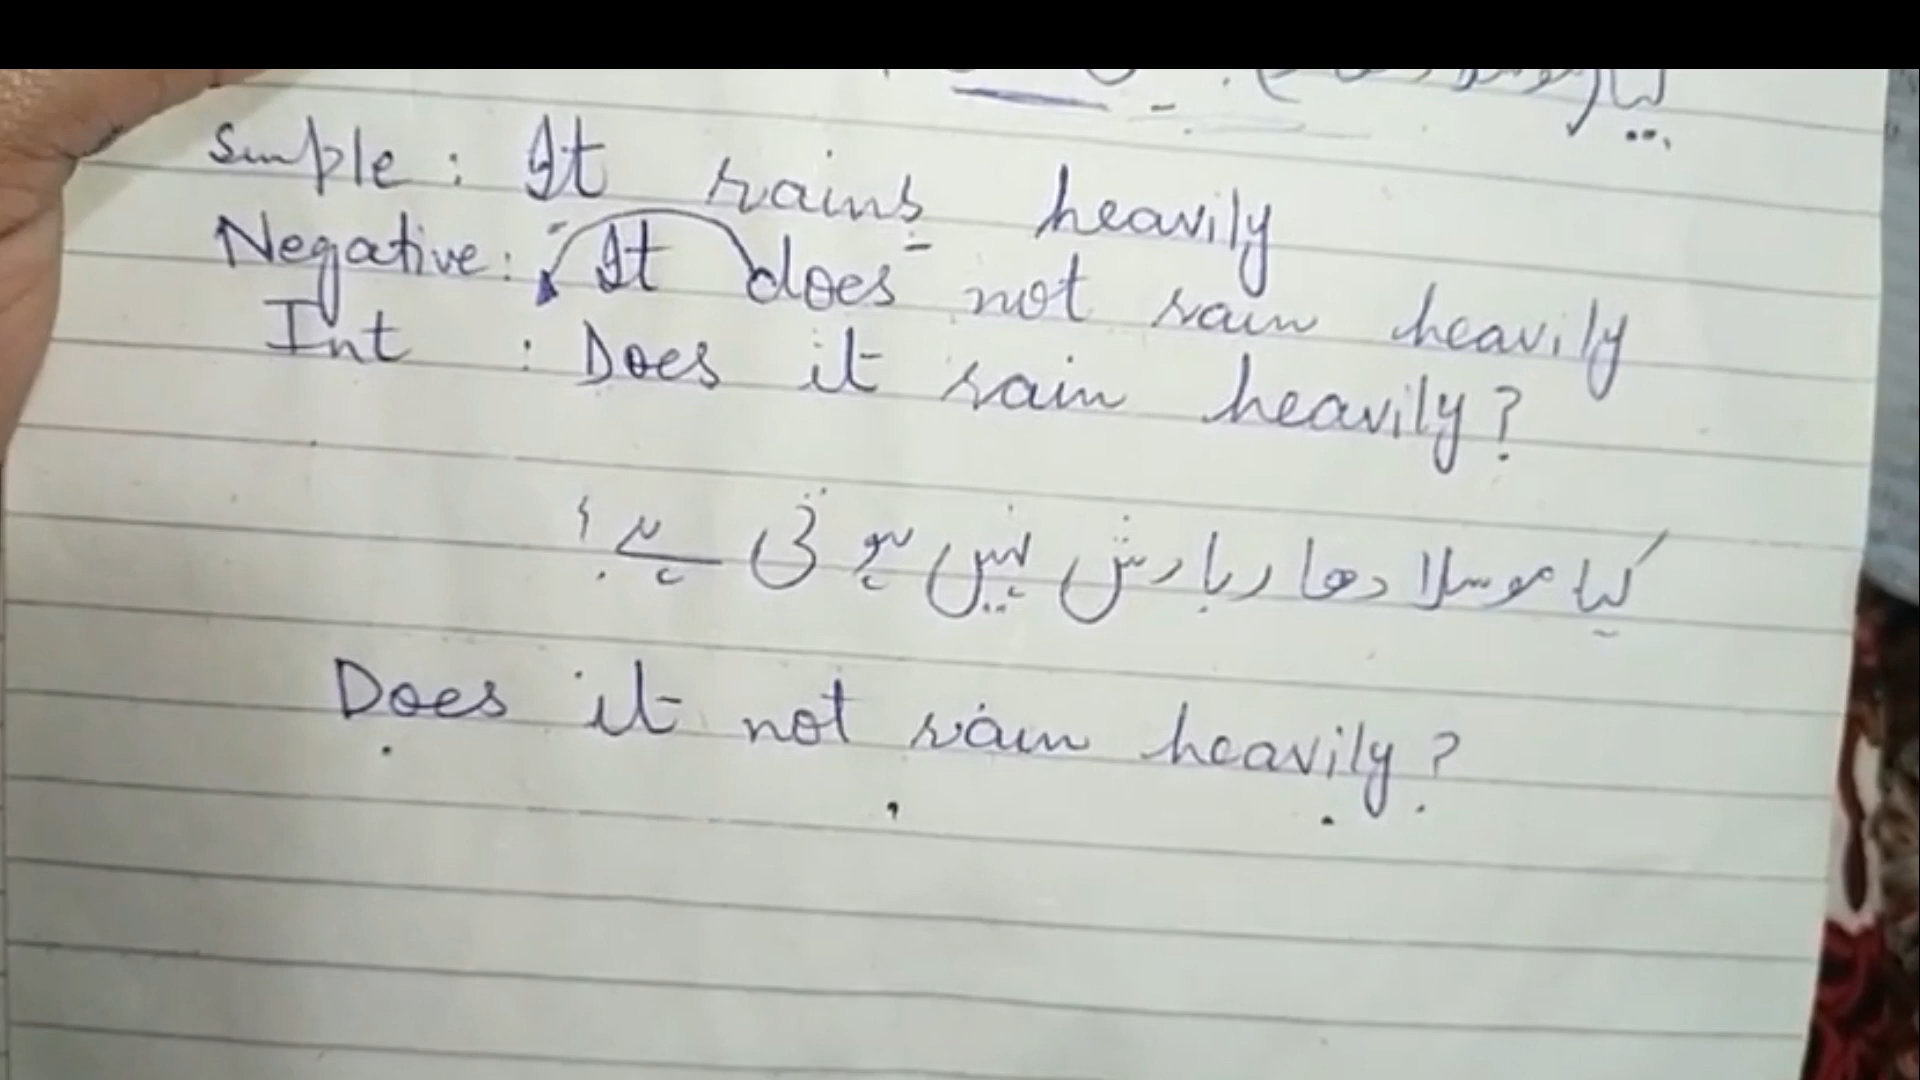 Simple : It rains heavily
Negative : It does not rain heavily
Int : Does it rain heavily?
کیا موسلا دھار بارش نہیں ہوتی ہے؟
Does it not rain heavily?